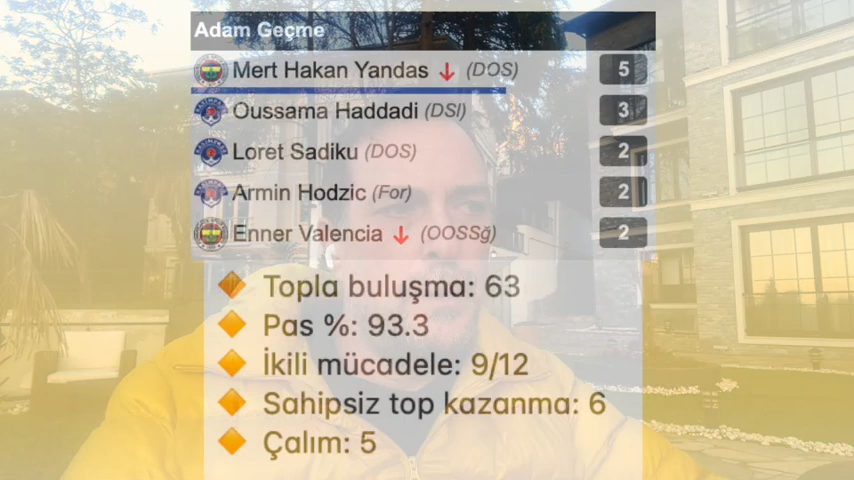 Adam Geçme
Mert Hakan Yandas (DOS) 5
Oussama Haddadi (DSI) 3
Loret Sadiku (DOS) 2
Armin Hodzic (For) 2
Enner Valencia (OOSSğ) 2
Topla buluşma: 63
Pas %: 93.3
İkili mücadele: 9/12
Sahipsiz top kazanma: 6
Çalım: 5